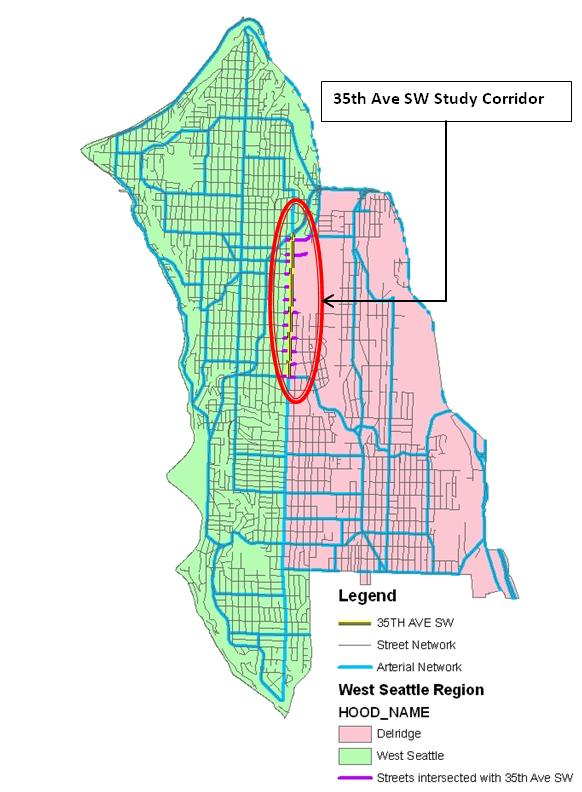 35th Ave SW Study Corridor
Legend
35TH AVE SW
Street Network
Arterial Network
West Seattle Region
HOOD_NAME
Delridge
West Seattle
Streets intersected with 35th Ave SW